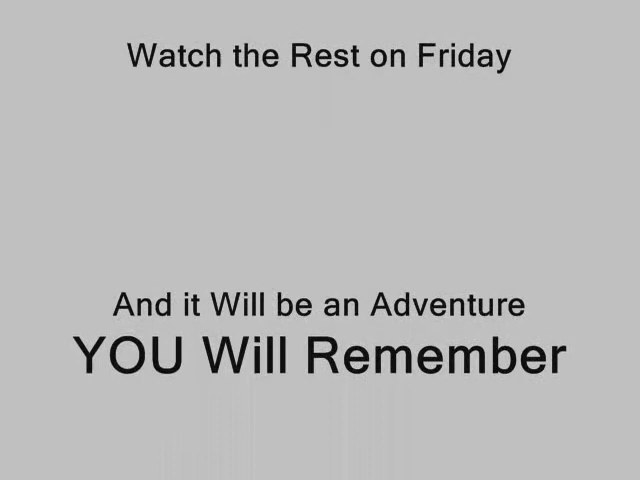 Watch the Rest on Friday
And it Will be an Adventure
YOU Will Remember